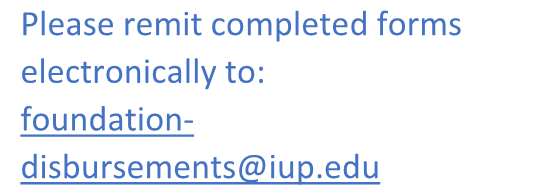 Please remit completed forms
electronically to:
foundation-
disbursements@iup.edu